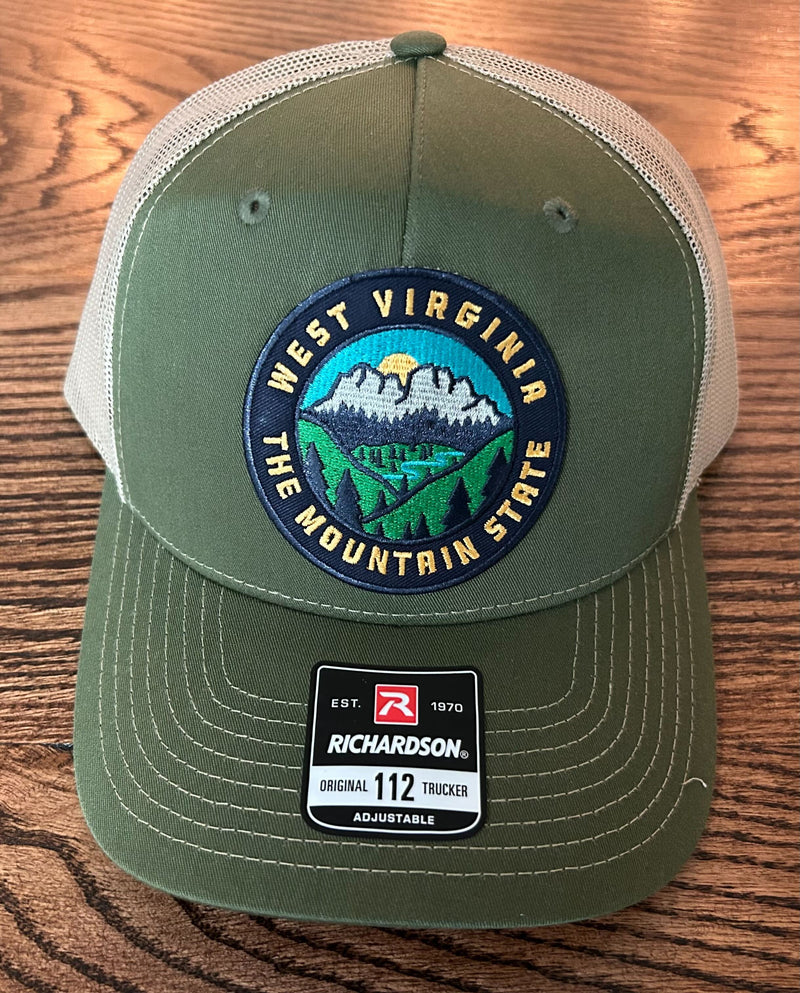 WEST VIRGINIA
THE MOUNTAIN STATE
EST. R 1970
RICHARDSON®
ORIGINAL 112 TRUCKER
ADJUSTABLE